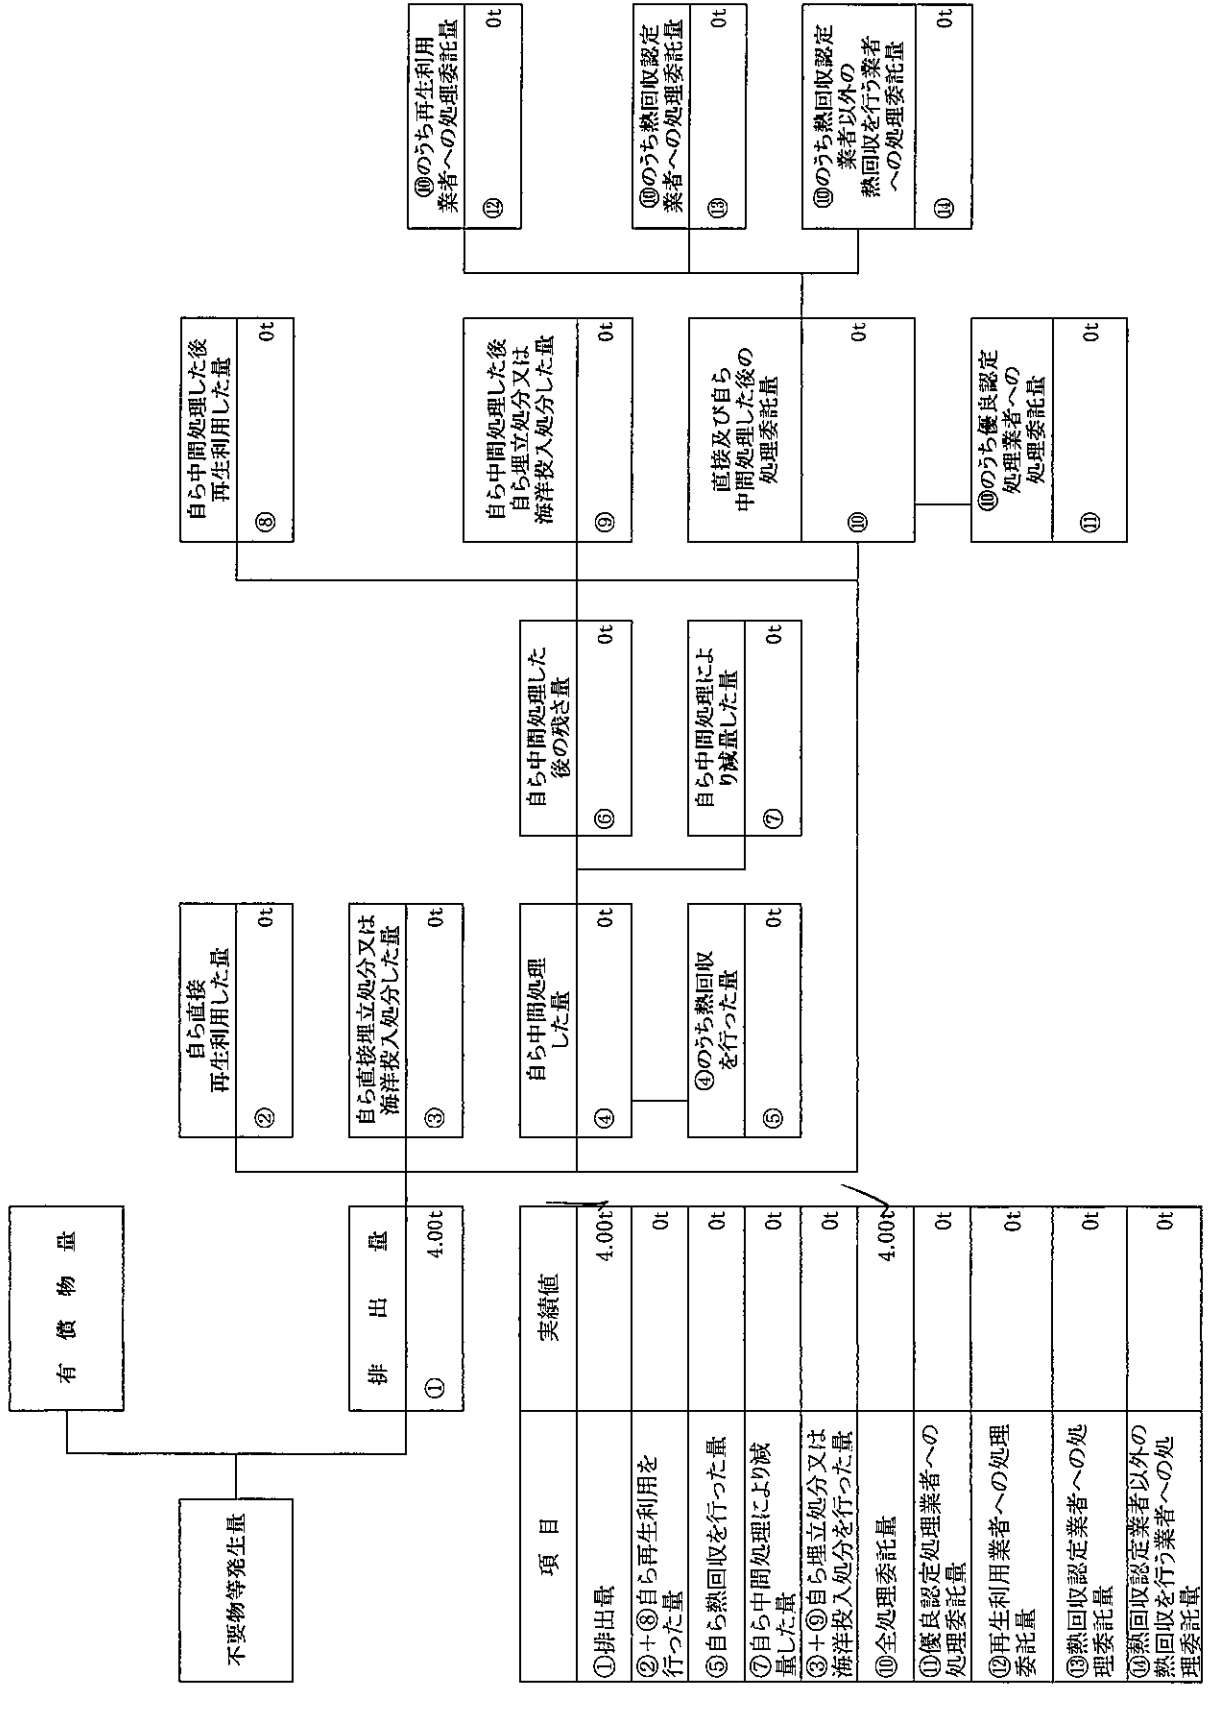 不要物等発生量
有 償 物 量
排 出 量
① 4.00t
自ら直接
再生利用した量
② 0t
自ら直接埋立処分又は
海洋投入処分した量
③ 0t
自ら中間処理
した量
④ 0t
④のうち熱回収
を行った量
⑤ 0t
自ら中間処理した
後の残さ量
⑥ 0t
自ら中間処理によ
り減量した量
⑦ 0t
自ら中間処理した後
再生利用した量
⑧ 0t
自ら中間処理した後
自ら埋立処分又は
海洋投入処分した量
⑨ 0t
直接及び自ら
中間処理した後の
処理委託量
⑩ 0t
⑩のうち優良認定
処理業者への
処理委託量
⑪ 0t
⑩のうち再生利用
業者への処理委託量
⑫ 0t
⑩のうち熱回収認定
業者への処理委託量
⑬ 0t
⑩のうち熱回収認定
業者以外の
熱回収を行う業者
への処理委託量
⑭ 0t
項 目 実績値
①排出量 4.00t
②+⑧自ら再生利用を
行った量 0t
⑤自ら熱回収を行った量 0t
⑦自ら中間処理により減
量した量 0t
③+⑨自ら埋立処分又は
海洋投入処分を行った量 0t
⑩全処理委託量 4.00t
⑪優良認定処理業者への
処理委託量 0t
⑫再生利用業者への処理
委託量 0t
⑬熱回収認定業者への処
理委託量 0t
⑭熱回収認定業者以外の
熱回収を行う業者への処
理委託量 0t